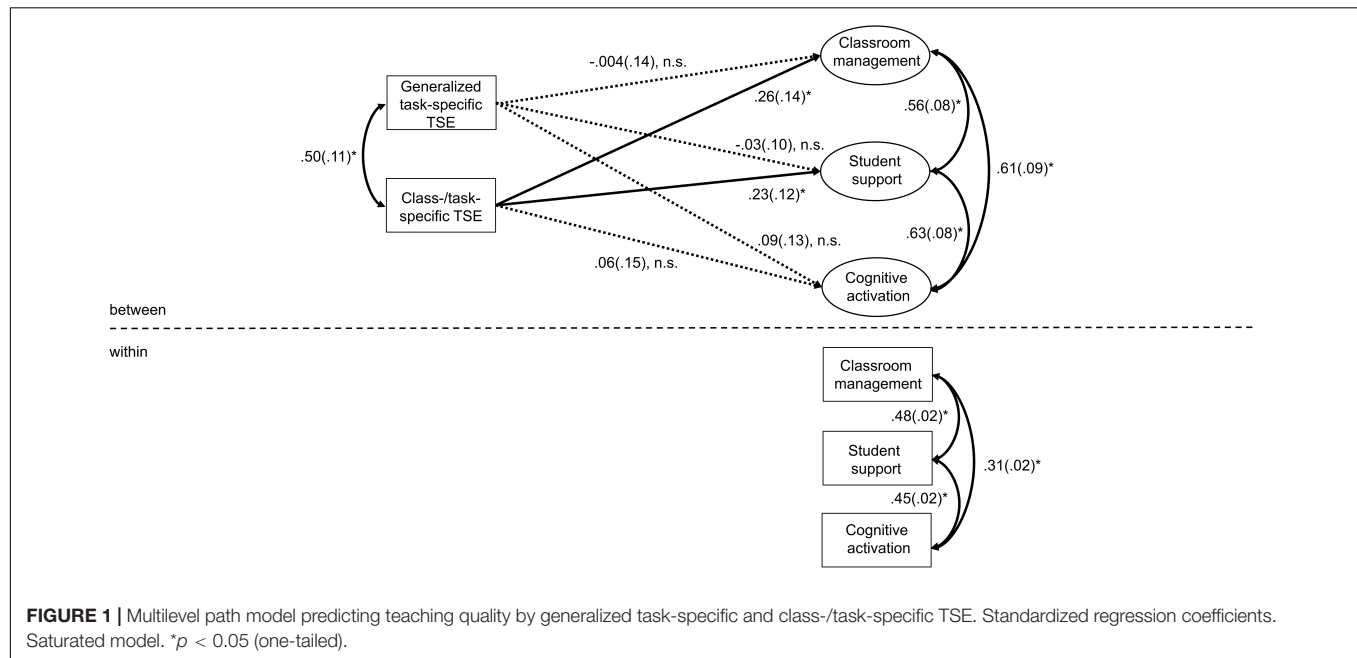 Classroom
management
-.004(.14), n.s.
Generalized
task-specific
TSE
.26(.14)*
.56(.08)*
-.03(.10), n.s.
.50(.11)*
Student
support
.61(.09)*
Class-/task-
specific TSE
.23(.12)*
.63(.08)*
.09(.13), n.s.
.06(.15), n.s.
Cognitive
activation
between
within
Classroom
management
.48(.02)*
Student
support
.31(.02)*
.45(.02)*
Cognitive
activation
FIGURE 1 | Multilevel path model predicting teaching quality by generalized task-specific and class-/task-specific TSE. Standardized regression coefficients.
Saturated model. *p < 0.05 (one-tailed).